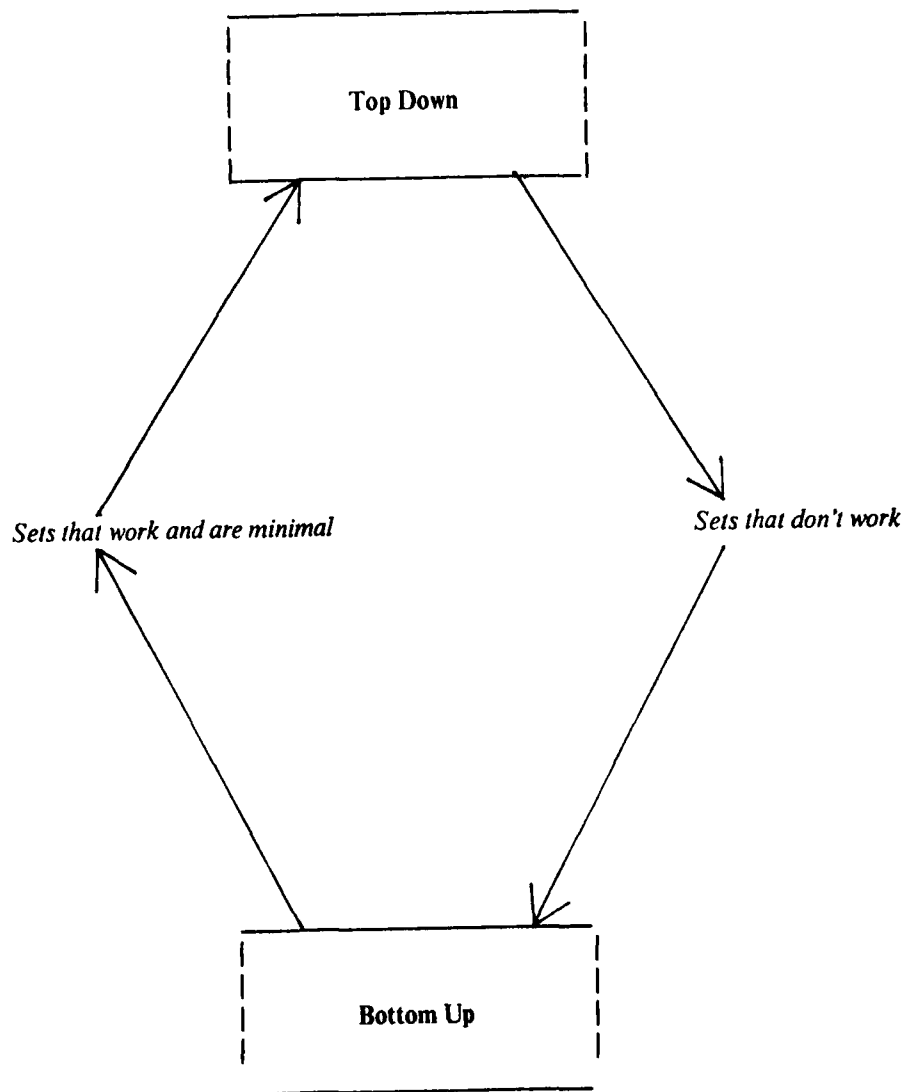 Top Down
Sets that work and are minimal
Sets that don't work
Bottom Up